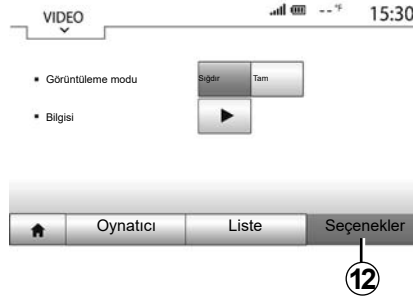 VIDEO
--°F 15:30
▪ Görüntüleme modu
Sığdır Tam
▪ Bilgisi
Oynatıcı Liste Seçenekler
12